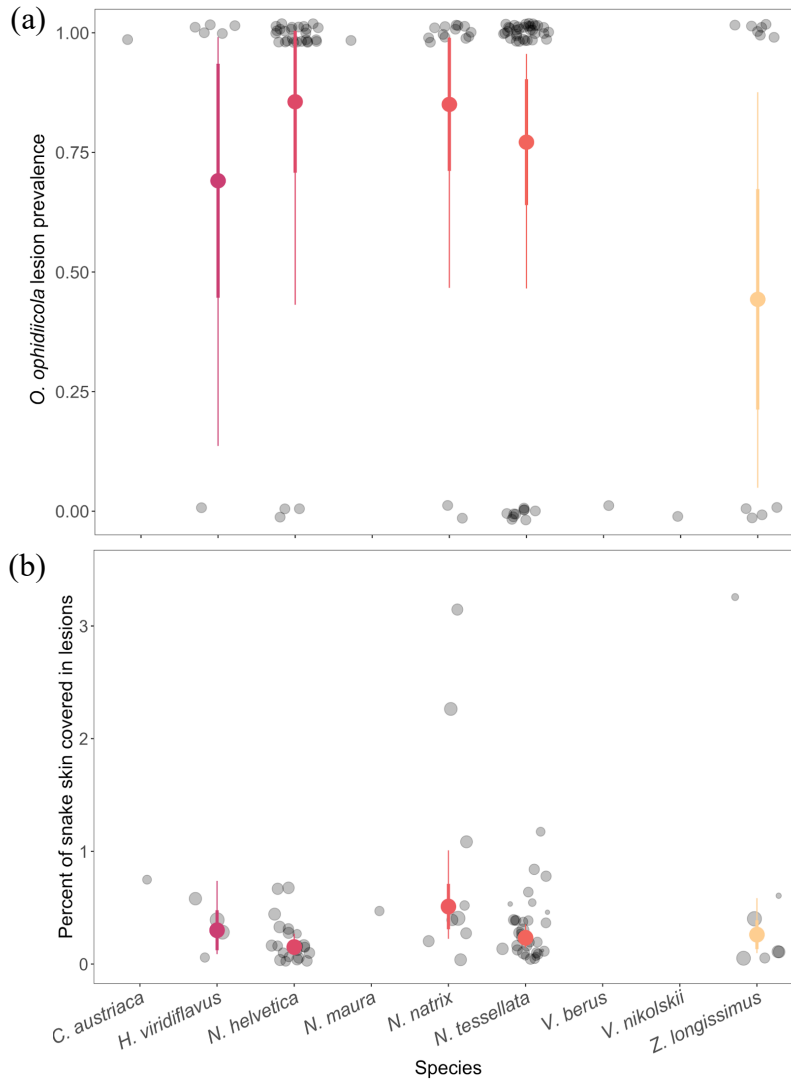 (a)
1.00
0.75
0.50
0.25
0.00
O. ophidiicola lesion prevalence
(b)
3
2
1
0
Percent of snake skin covered in lesions
C. austriaca
H. viridiflavus
N. helvetica
N. maura
N. natrix
N. tessellata
V. berus
V. nikolskii
Z. longissimus
Species